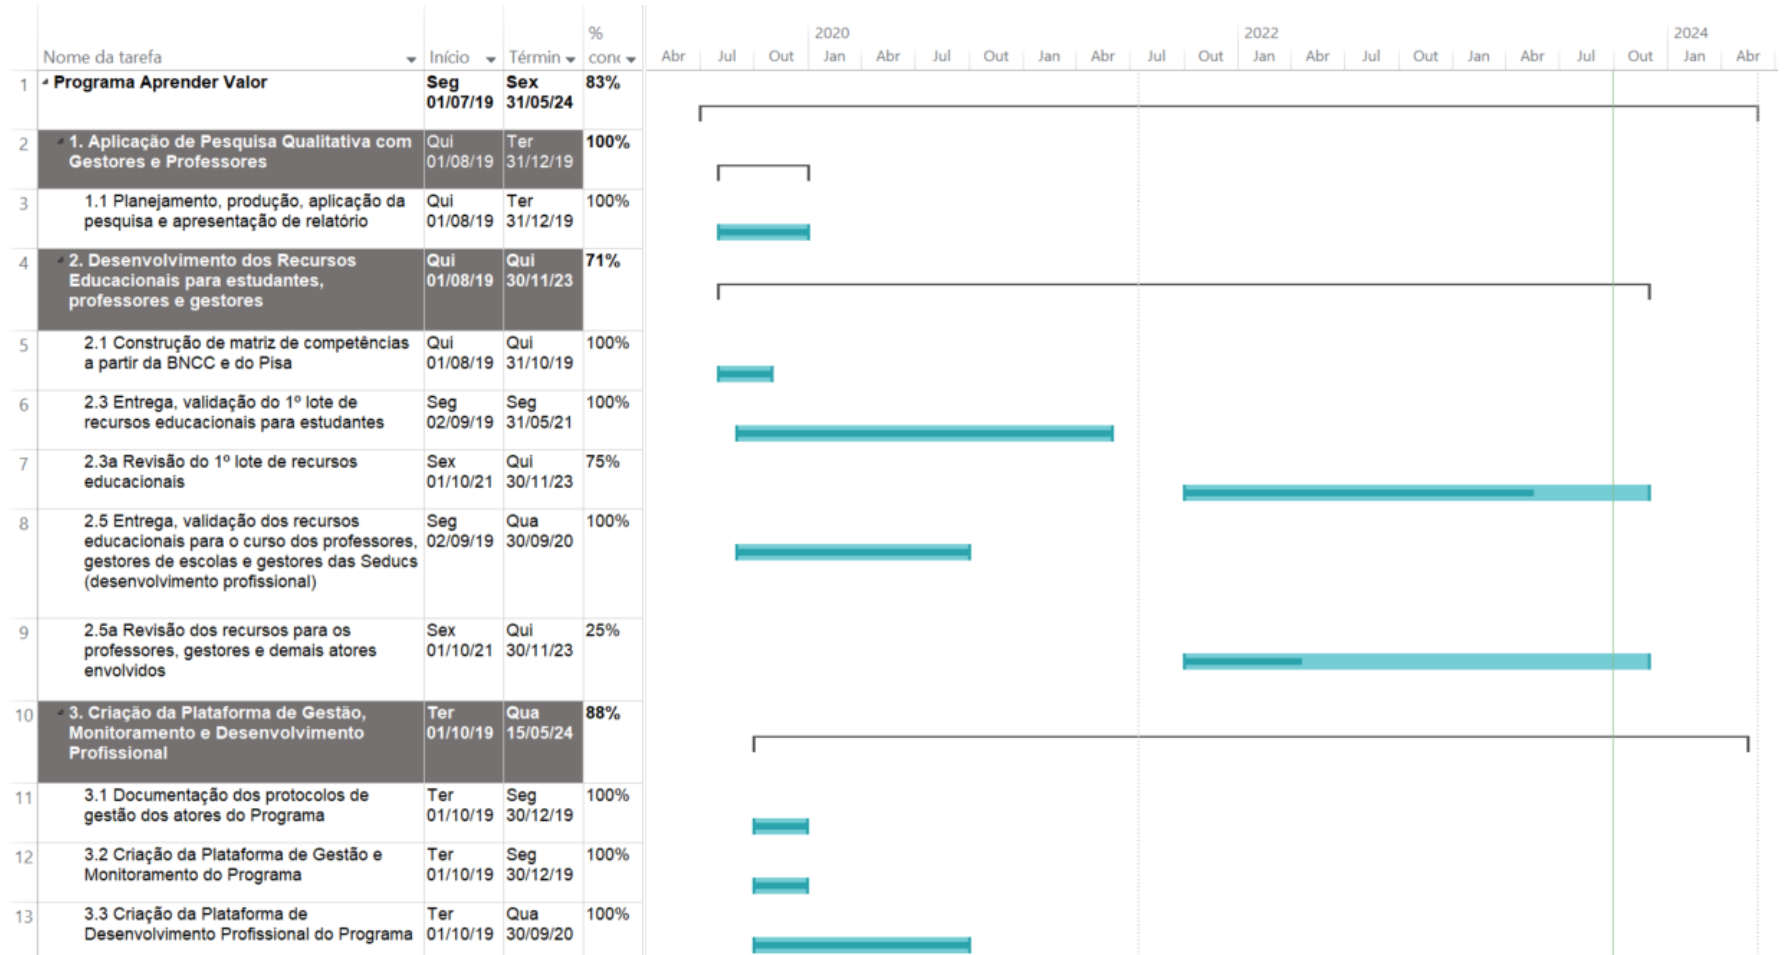 %
2020 2022 2024
Nome da tarefa Início Términ conc Abr Jul Out Jan Abr Jul Out Jan Abr Jul Out Jan Abr Jul Out Jan Abr Jul Out Jan Abr
1 Programa Aprender Valor Seg Sex 83%
01/07/19 31/05/24
2 1. Aplicação de Pesquisa Qualitativa com Qui Ter 100%
Gestores e Professores 01/08/19 31/12/19
3 1.1 Planejamento, produção, aplicação da Qui Ter 100%
pesquisa e apresentação de relatório 01/08/19 31/12/19
4 2. Desenvolvimento dos Recursos Qui Qui 71%
Educacionais para estudantes, 01/08/19 30/11/23
professores e gestores
5 2.1 Construção de matriz de competências Qui Qui 100%
a partir da BNCC e do Pisa 01/08/19 31/10/19
6 2.3 Entrega, validação do 1º lote de Seg Seg 100%
recursos educacionais para estudantes 02/09/19 31/05/21
7 2.3a Revisão do 1º lote de recursos Sex Qui 75%
educacionais 01/10/21 30/11/23
8 2.5 Entrega, validação dos recursos Seg Qua 100%
educacionais para o curso dos professores, 02/09/19 30/09/20
gestores de escolas e gestores das Seducs
(desenvolvimento profissional)
9 2.5a Revisão dos recursos para os Sex Qui 25%
professores, gestores e demais atores 01/10/21 30/11/23
envolvidos
10 3. Criação da Plataforma de Gestão, Ter Qua 88%
Monitoramento e Desenvolvimento 01/10/19 15/05/24
Profissional
11 3.1 Documentação dos protocolos de Ter Seg 100%
gestão dos atores do Programa 01/10/19 30/12/19
12 3.2 Criação da Plataforma de Gestão e Ter Seg 100%
Monitoramento do Programa 01/10/19 30/12/19
13 3.3 Criação da Plataforma de Ter Qua 100%
Desenvolvimento Profissional do Programa 01/10/19 30/09/20